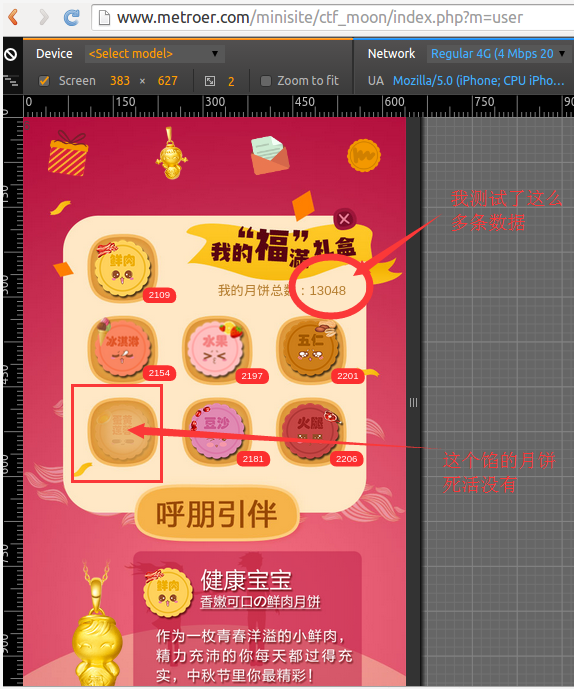 www.metroer.com/minisite/ctf_moon/index.php?m=user
Device <Select model> Network Regular 4G (4 Mbps 20
Screen 383 × 627 2 Zoom to fit UA Mozilla/5.0 (iPhone; CPU iPho...
0 150 300 450 600 750 900
我测试了这么
多条数据
我的“福”满礼盒
我的月饼总数：13048
鲜肉
2109
冰淇淋 水果 五仁
2154 2197 2201
豆沙 火腿
2181 2206
这个馅的月饼
死活没有
呼朋引伴
鲜肉
健康宝宝
香嫩可口の鲜肉月饼
作为一枚青春洋溢的小鲜肉，
精力充沛的你每天都过得充
实，中秋节里你最精彩！